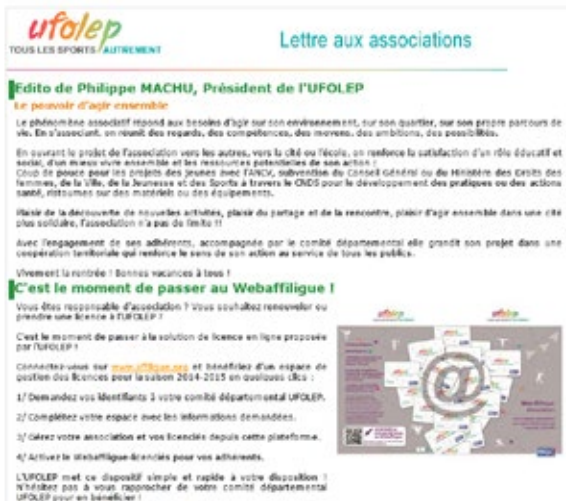 ufolep
TOUS LES SPORTS AUTREMENT
Lettre aux associations
Edito de Philippe MACHU, Président de l'UFOLEP
Le pouvoir d'agir ensemble
Le phénomène associatif répond aux besoins d'agir sur son environnement, sur son quartier, sur son propre parcours de
vie. En s'associant, on réunit des regards, des compétences, des moyens, des ambitions, des possibilités.
En ouvrant le projet de l'association vers les autres, vers la cité ou l'école, on renforce la satisfaction d'un rôle éducatif et
social, d'un mieux vivre ensemble et les ressources potentielles de son action !
Coup de pouce pour les projets des jeunes avec l'ANCV, subvention du Conseil Général ou du Ministère des Droits des
femmes, de la Ville, de la Jeunesse et des Sports à travers le CNDS pour le développement des pratiques ou des actions
santé, ristournes sur des matériels ou des équipements.
Plaisir de la découverte de nouvelles activités, plaisir du partage et de la rencontre, plaisir d'agir ensemble dans une cité
plus solidaire, l'association n'a pas de limite !!
Avec l'engagement de ses adhérents, accompagnée par le comité départemental elle grandit son projet dans une
coopération territoriale qui renforce le sens de son action au service de tous les publics.
Vivement la rentrée ! Bonnes vacances à tous !
C'est le moment de passer au Webaffiligue !
Vous êtes responsable d'association ? Vous souhaitez renouveler ou
prendre une licence à l'UFOLEP !
C'est le moment de passer à la solution de licence en ligne proposée
par l'UFOLEP !
Connectez-vous sur www.affiligue.org et bénéficiez d'un espace de
gestion des licences pour la saison 2014-2015 en quelques clics :
1/ Demandez vos identifiants à votre comité départemental UFOLEP.
2/ Complétez votre espace avec les informations demandées.
3/ Gérez votre association et vos licenciés depuis cette plateforme.
4/ Activez le Webaffiligue-licenciés pour vos adhérents.
L'UFOLEP met ce dispositif simple et rapide à votre disposition !
N'hésitez pas à vous rapprocher de votre comité départemental
UFOLEP pour en bénéficier !
ufolep
ufolep
@